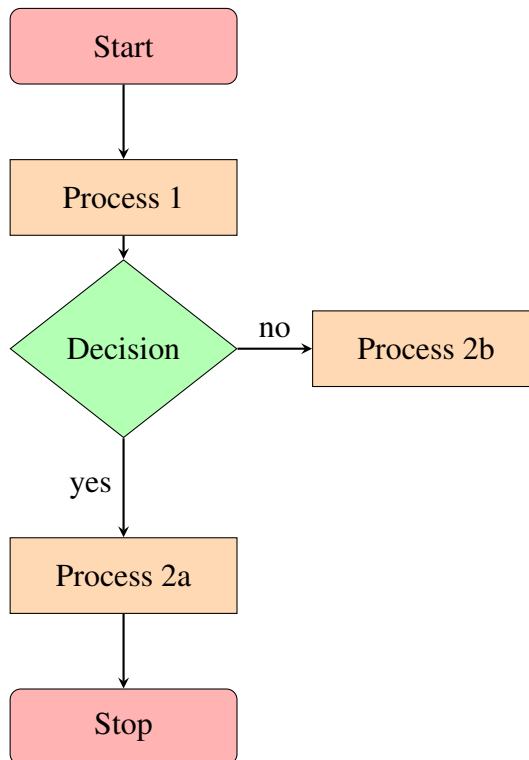 Start
Process 1
Decision
no
Process 2b
yes
Process 2a
Stop